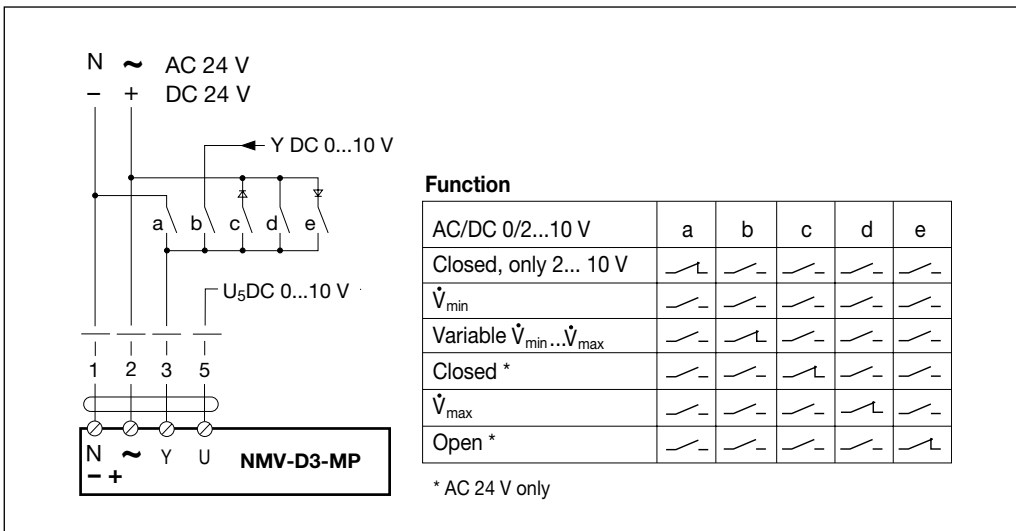 N ~ AC 24 V
– + DC 24 V
Y DC 0...10 V
a b c d e
U₅DC 0...10 V
1 2 3 5
N ~ Y U NMV-D3-MP
– +
Function
AC/DC 0/2...10 V a b c d e
Closed, only 2... 10 V
V̇min
Variable V̇min...V̇max
Closed *
V̇max
Open *
* AC 24 V only